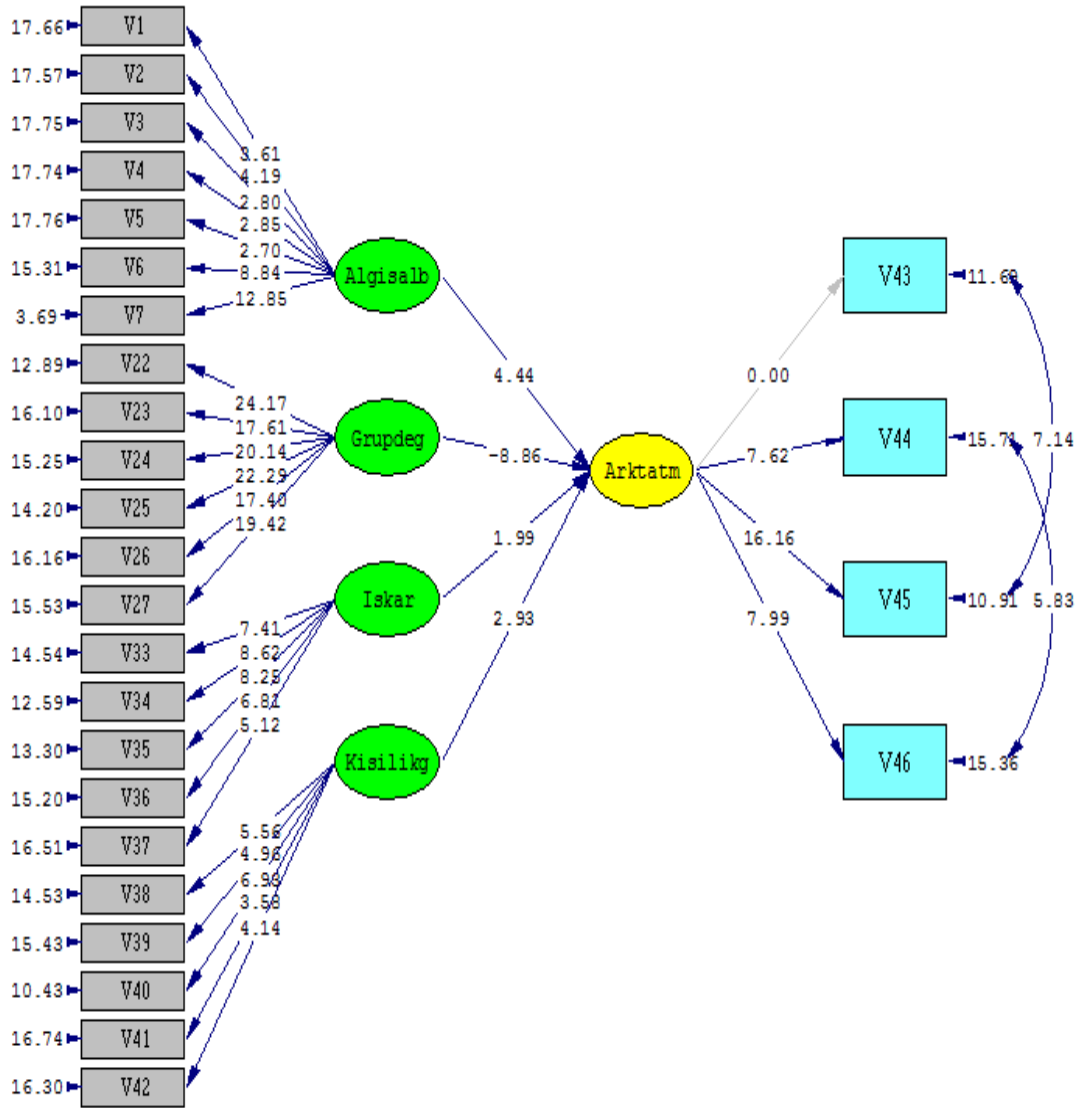 17.66 V1
17.57 V2
17.75 V3
17.74 V4
17.76 V5
15.31 V6
3.69 V7
12.89 V22
16.10 V23
15.25 V24
14.20 V25
16.16 V26
15.53 V27
14.54 V33
12.59 V34
13.30 V35
15.20 V36
16.51 V37
14.53 V38
15.43 V39
10.43 V40
16.74 V41
16.30 V42
3.61
4.19
2.80
2.85
2.70
8.84
12.85
24.17
17.61
20.14
22.29
17.40
19.42
7.41
8.62
8.25
6.81
5.12
5.56
4.96
6.93
3.58
4.14
Algisalb
Grupdeg
Iskar
Kisilikg
4.44
-8.86
1.99
2.93
Arktatm
0.00
7.62
16.16
7.99
V43 11.69
V44 15.71
V45 10.91
V46 15.36
7.14
5.83